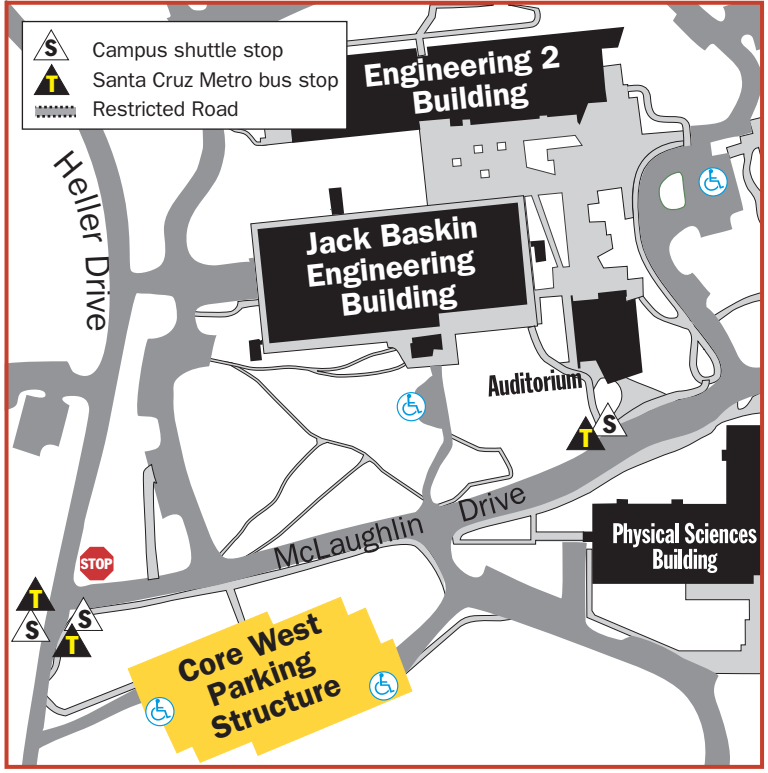 S Campus shuttle stop
T Santa Cruz Metro bus stop
Restricted Road
Engineering 2
Building
Heller Drive
Jack Baskin
Engineering
Building
Auditorium
T
S
McLaughlin Drive
Physical Sciences
Building
STOP
T
S
S
T
Core West
Parking
Structure